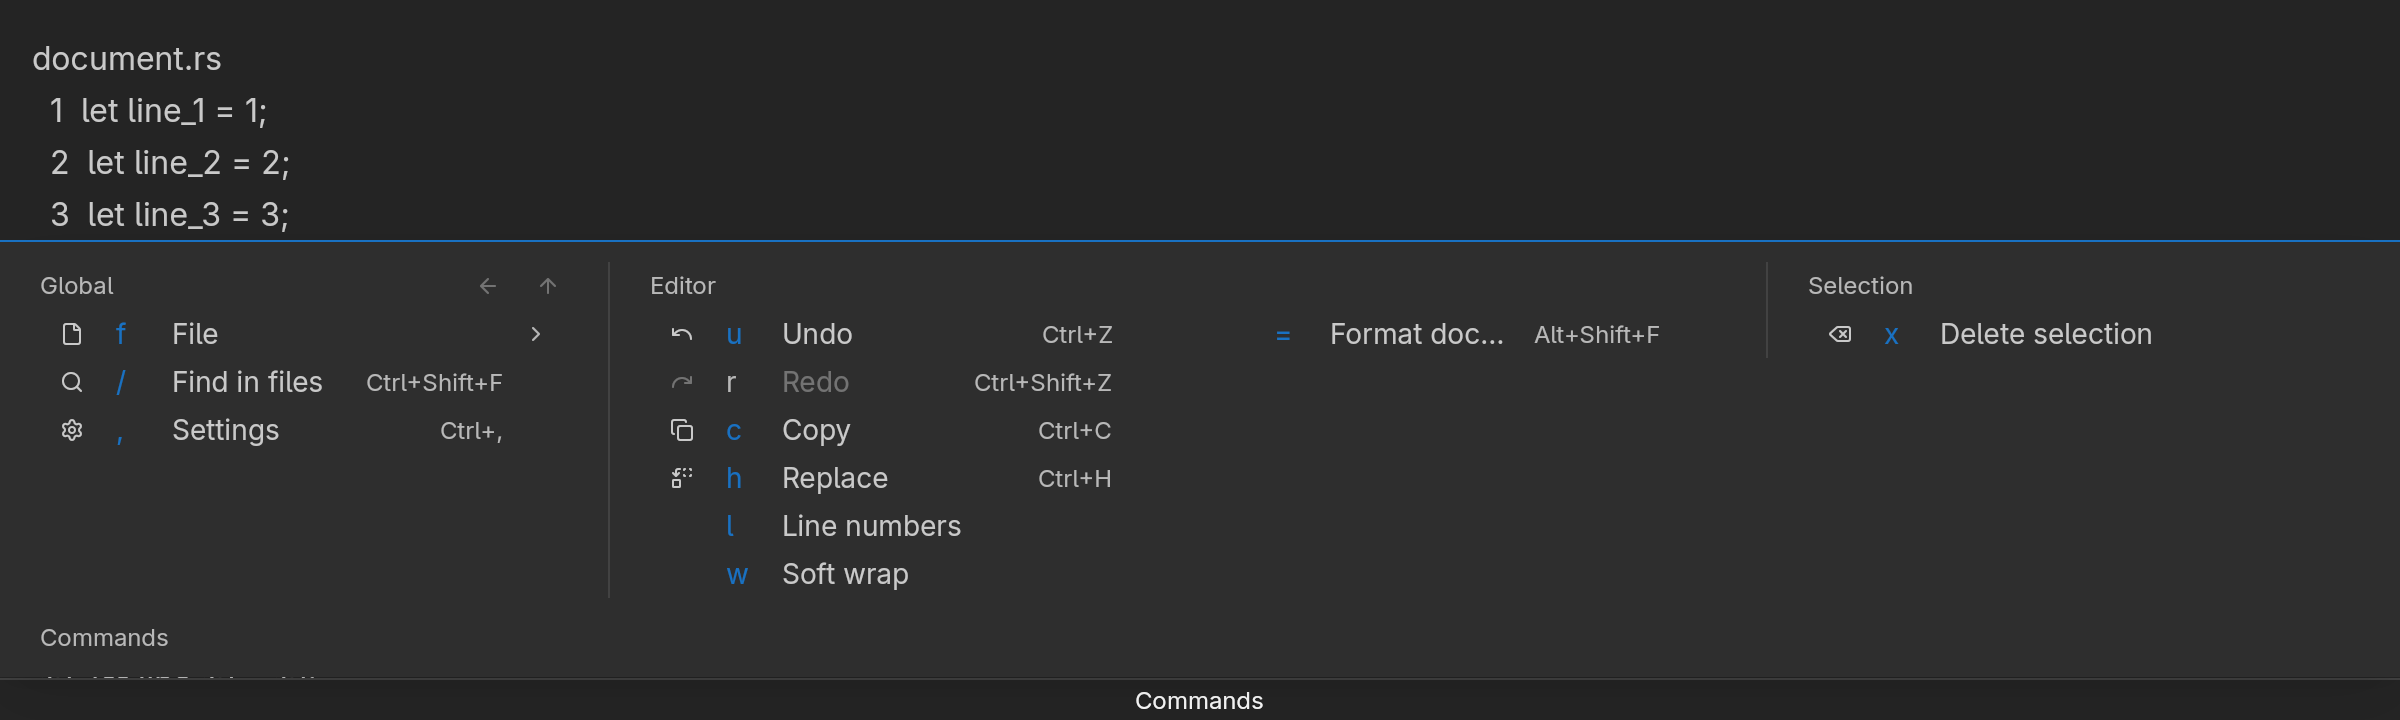 document.rs
1 let line_1 = 1;
2 let line_2 = 2;
3 let line_3 = 3;
Global
f File
/ Find in files Ctrl+Shift+F
, Settings Ctrl+,
Editor
u Undo Ctrl+Z
r Redo Ctrl+Shift+Z
c Copy Ctrl+C
h Replace Ctrl+H
l Line numbers
w Soft wrap
= Format doc... Alt+Shift+F
Selection
x Delete selection
Commands
Commands